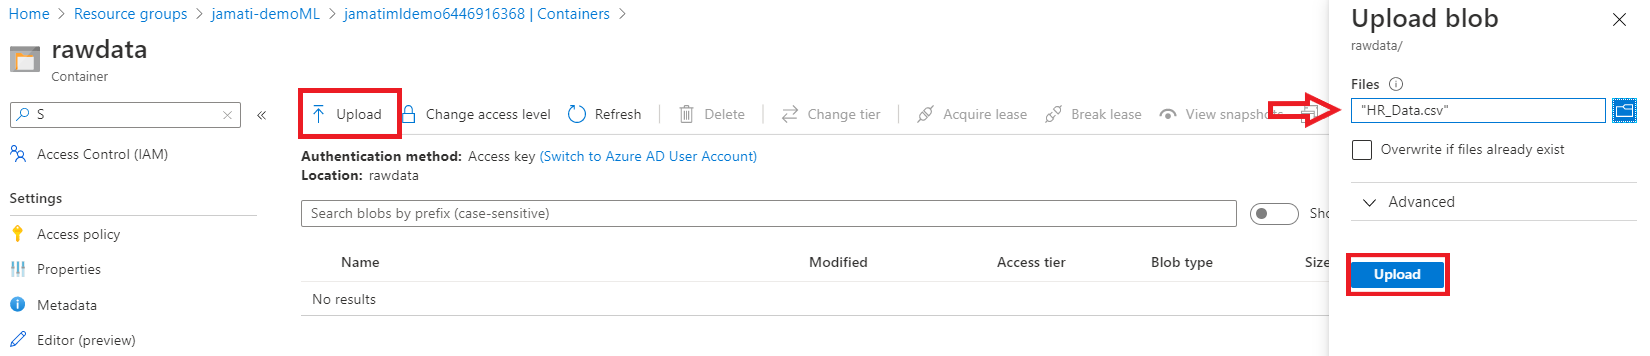 Home > Resource groups > jamati-demoML > jamatimldemo6446916368 | Containers >
rawdata
Container
S
Access Control (IAM)
Settings
Access policy
Properties
Metadata
Editor (preview)
Upload Change access level Refresh Delete Change tier Acquire lease Break lease View snapshots
Authentication method: Access key (Switch to Azure AD User Account)
Location: rawdata
Search blobs by prefix (case-sensitive)
Sho
Name Modified Access tier Blob type Size
No results
Upload blob
rawdata/
Files
"HR_Data.csv"
Overwrite if files already exist
Advanced
Upload